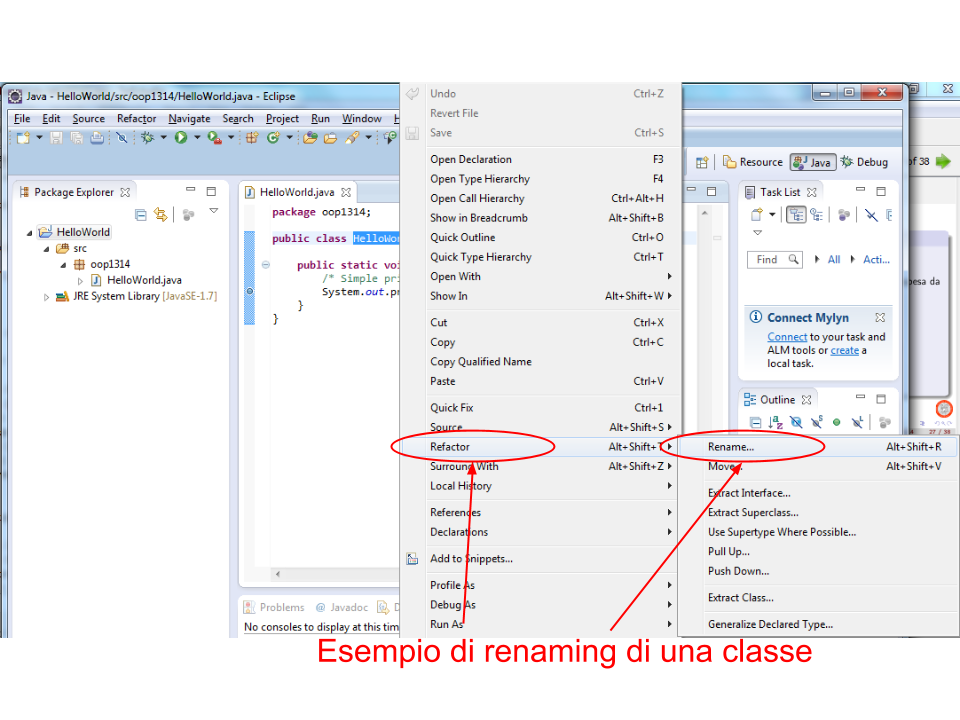 Java - HelloWorld/src/oop1314/HelloWorld.java - Eclipse
File Edit Source Refactor Navigate Search Project Run Window
Resource Java Debug
of 38
Package Explorer
HelloWorld
src
oop1314
HelloWorld.java
JRE System Library [JavaSE-1.7]
HelloWorld.java
package oop1314;
public class HelloWor
public static voi
/* Simple pri
System.out.pr
}
}
Problems @ Javadoc D
No consoles to display at this tim
Undo Ctrl+Z
Revert File
Save Ctrl+S
Open Declaration F3
Open Type Hierarchy F4
Open Call Hierarchy Ctrl+Alt+H
Show in Breadcrumb Alt+Shift+B
Quick Outline Ctrl+O
Quick Type Hierarchy Ctrl+T
Open With
Show In Alt+Shift+W
Cut Ctrl+X
Copy Ctrl+C
Copy Qualified Name
Paste Ctrl+V
Quick Fix Ctrl+1
Source Alt+Shift+S
Refactor Alt+Shift+T
Surround With Alt+Shift+Z
Local History
References
Declarations
Add to Snippets...
Profile As
Debug As
Run As
Task List
Find All Acti...
Connect Mylyn
Connect to your task and
ALM tools or create a
local task.
Outline
esa da
27 / 38
Rename... Alt+Shift+R
Move... Alt+Shift+V
Extract Interface...
Extract Superclass...
Use Supertype Where Possible...
Pull Up...
Push Down...
Extract Class...
Generalize Declared Type...
Esempio di renaming di una classe